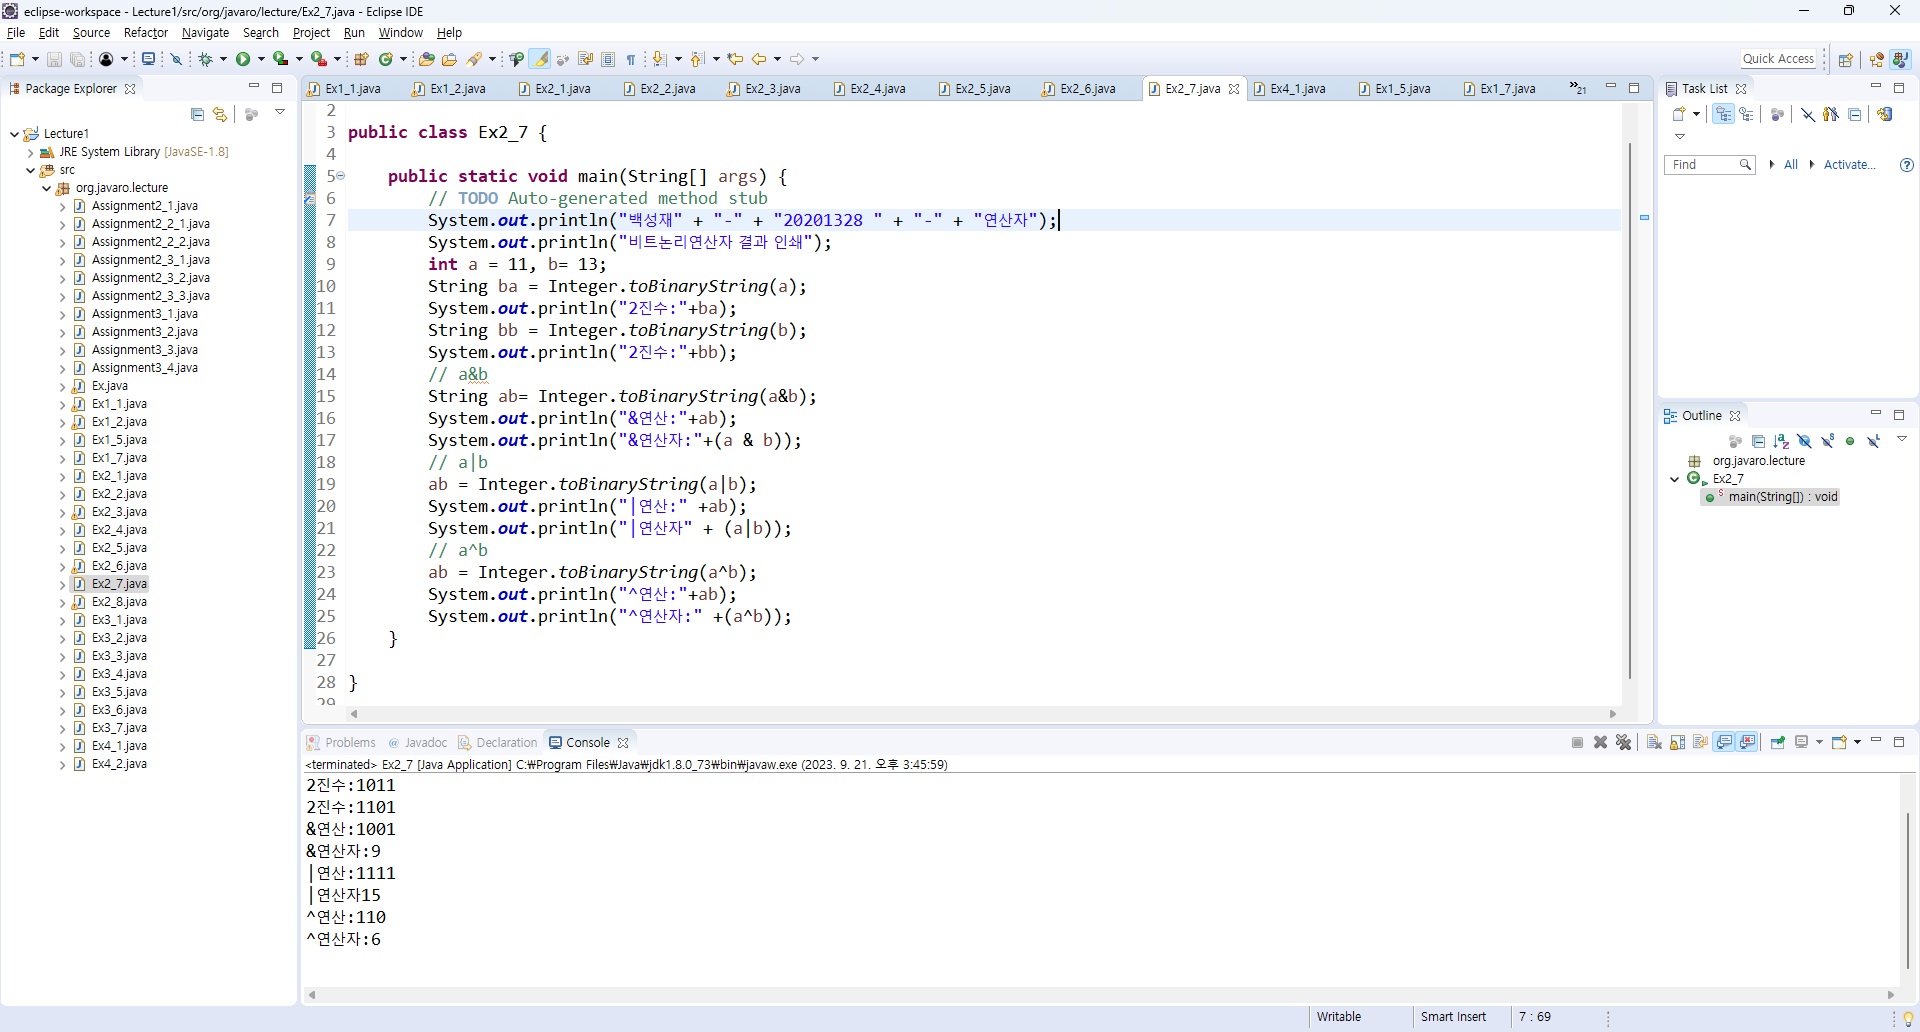 eclipse-workspace - Lecture1/src/org/javaro/lecture/Ex2_7.java - Eclipse IDE
File Edit Source Refactor Navigate Search Project Run Window Help
Quick Access
Package Explorer
Lecture1
JRE System Library [JavaSE-1.8]
src
org.javaro.lecture
Assignment2_1.java
Assignment2_2_1.java
Assignment2_2_2.java
Assignment2_3_1.java
Assignment2_3_2.java
Assignment2_3_3.java
Assignment3_1.java
Assignment3_2.java
Assignment3_3.java
Assignment3_4.java
Ex.java
Ex1_1.java
Ex1_2.java
Ex1_5.java
Ex1_7.java
Ex2_1.java
Ex2_2.java
Ex2_3.java
Ex2_4.java
Ex2_5.java
Ex2_6.java
Ex2_7.java
Ex2_8.java
Ex3_1.java
Ex3_2.java
Ex3_3.java
Ex3_4.java
Ex3_5.java
Ex3_6.java
Ex3_7.java
Ex4_1.java
Ex4_2.java
Ex1_1.java Ex1_2.java Ex2_1.java Ex2_2.java Ex2_3.java Ex2_4.java Ex2_5.java Ex2_6.java Ex2_7.java Ex4_1.java Ex1_5.java Ex1_7.java »21
2
3 public class Ex2_7 {
4
5 public static void main(String[] args) {
6 // TODO Auto-generated method stub
7 System.out.println("백성재" + "-" + "20201328 " + "-" + "연산자");
8 System.out.println("비트논리연산자 결과 인쇄");
9 int a = 11, b= 13;
10 String ba = Integer.toBinaryString(a);
11 System.out.println("2진수:"+ba);
12 String bb = Integer.toBinaryString(b);
13 System.out.println("2진수:"+bb);
14 // a&b
15 String ab= Integer.toBinaryString(a&b);
16 System.out.println("&연산:"+ab);
17 System.out.println("&연산자:"+(a & b));
18 // a|b
19 ab = Integer.toBinaryString(a|b);
20 System.out.println("|연산:" +ab);
21 System.out.println("|연산자" + (a|b));
22 // a^b
23 ab = Integer.toBinaryString(a^b);
24 System.out.println("^연산:"+ab);
25 System.out.println("^연산자:" +(a^b));
26 }
27
28 }
29
Task List
Find All Activate...
Outline
org.javaro.lecture
Ex2_7
main(String[]) : void
Problems @ Javadoc Declaration Console
<terminated> Ex2_7 [Java Application] C:₩Program Files₩Java₩jdk1.8.0_73₩bin₩javaw.exe (2023. 9. 21. 오후 3:45:59)
2진수:1011
2진수:1101
&연산:1001
&연산자:9
|연산:1111
|연산자15
^연산:110
^연산자:6
Writable Smart Insert 7 : 69